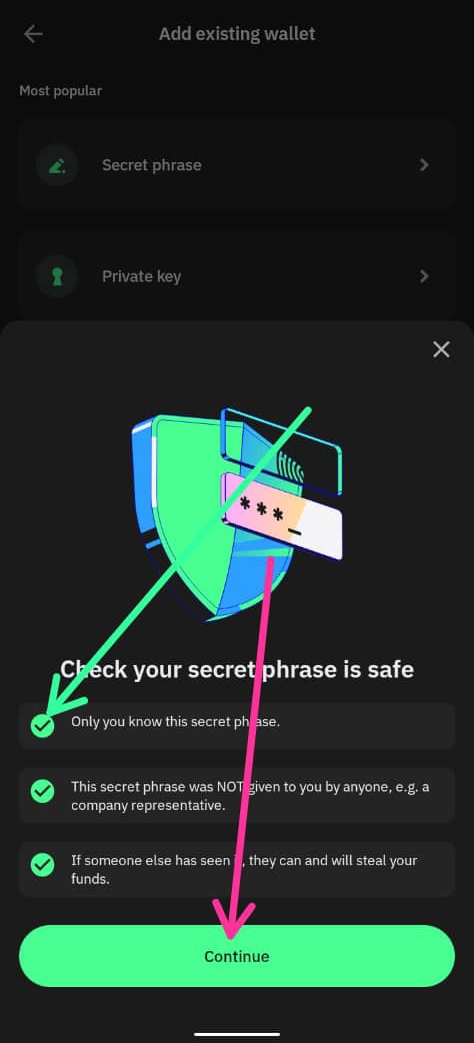 Add existing wallet
Most popular
Secret phrase
Private key
* * * _
Check your secret phrase is safe
Only you know this secret phrase.
This secret phrase was NOT given to you by anyone, e.g. a
company representative.
If someone else has seen it, they can and will steal your
funds.
Continue